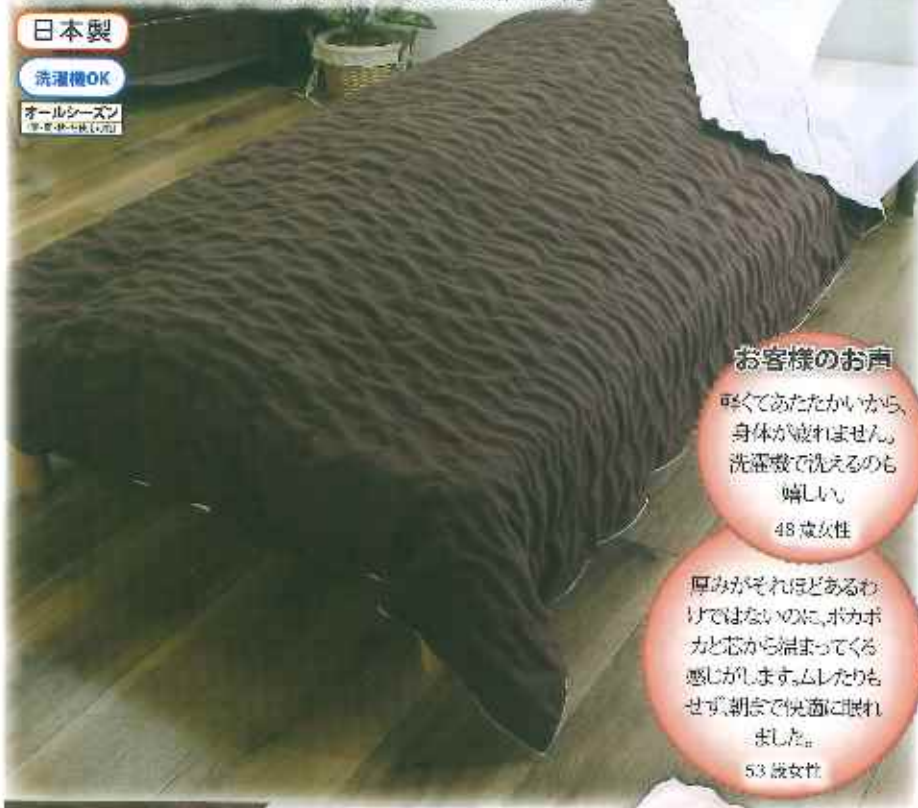 日本製
洗濯機OK
オールシーズン
お客様のお声
軽くてあたたかいから、
身体が疲れません。
洗濯機で洗えるのも
嬉しい。
48歳女性
厚みがそれほどあるわ
けではないのに、ポカポ
カと芯から温まってくる
感じがします。ムレたりも
せず、朝まで快適に眠れ
ました。
53歳女性